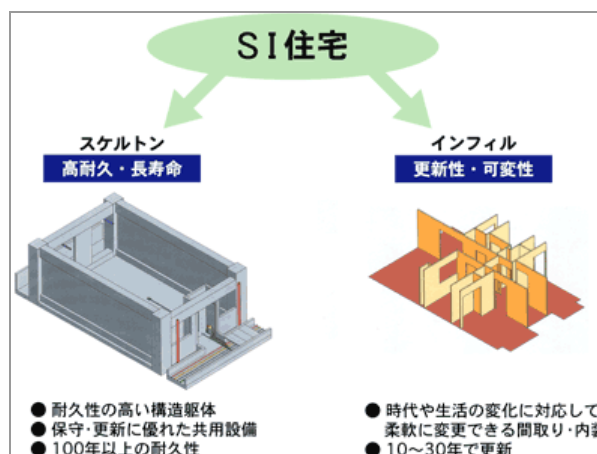 SI住宅
スケルトン
高耐久・長寿命
インフィル
更新性・可変性
● 耐久性の高い構造躯体
● 保守・更新に優れた共用設備
● 100年以上の耐久性
● 時代や生活の変化に対応して
柔軟に変更できる間取り・内装
● 10〜30年で更新